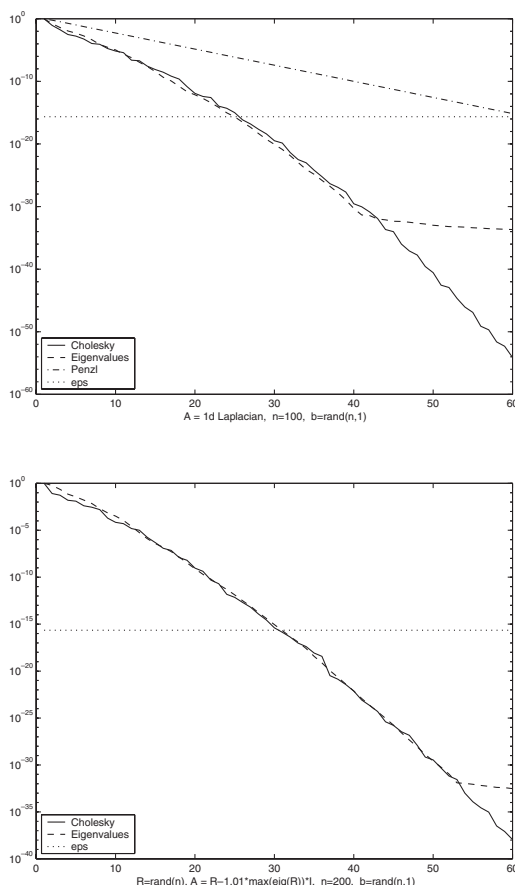 10^0
10^−10
10^−20
10^−30
10^−40
10^−50
10^−60
Cholesky
Eigenvalues
Penzl
eps
0 10 20 30 40 50 60
A = 1d Laplacian, n=100, b=rand(n,1)
10^0
10^−5
10^−10
10^−15
10^−20
10^−25
10^−30
10^−35
10^−40
Cholesky
Eigenvalues
eps
0 10 20 30 40 50 60
R=rand(n), A = R−1.01*max(eig(R))*I, n=200, b=rand(n,1)